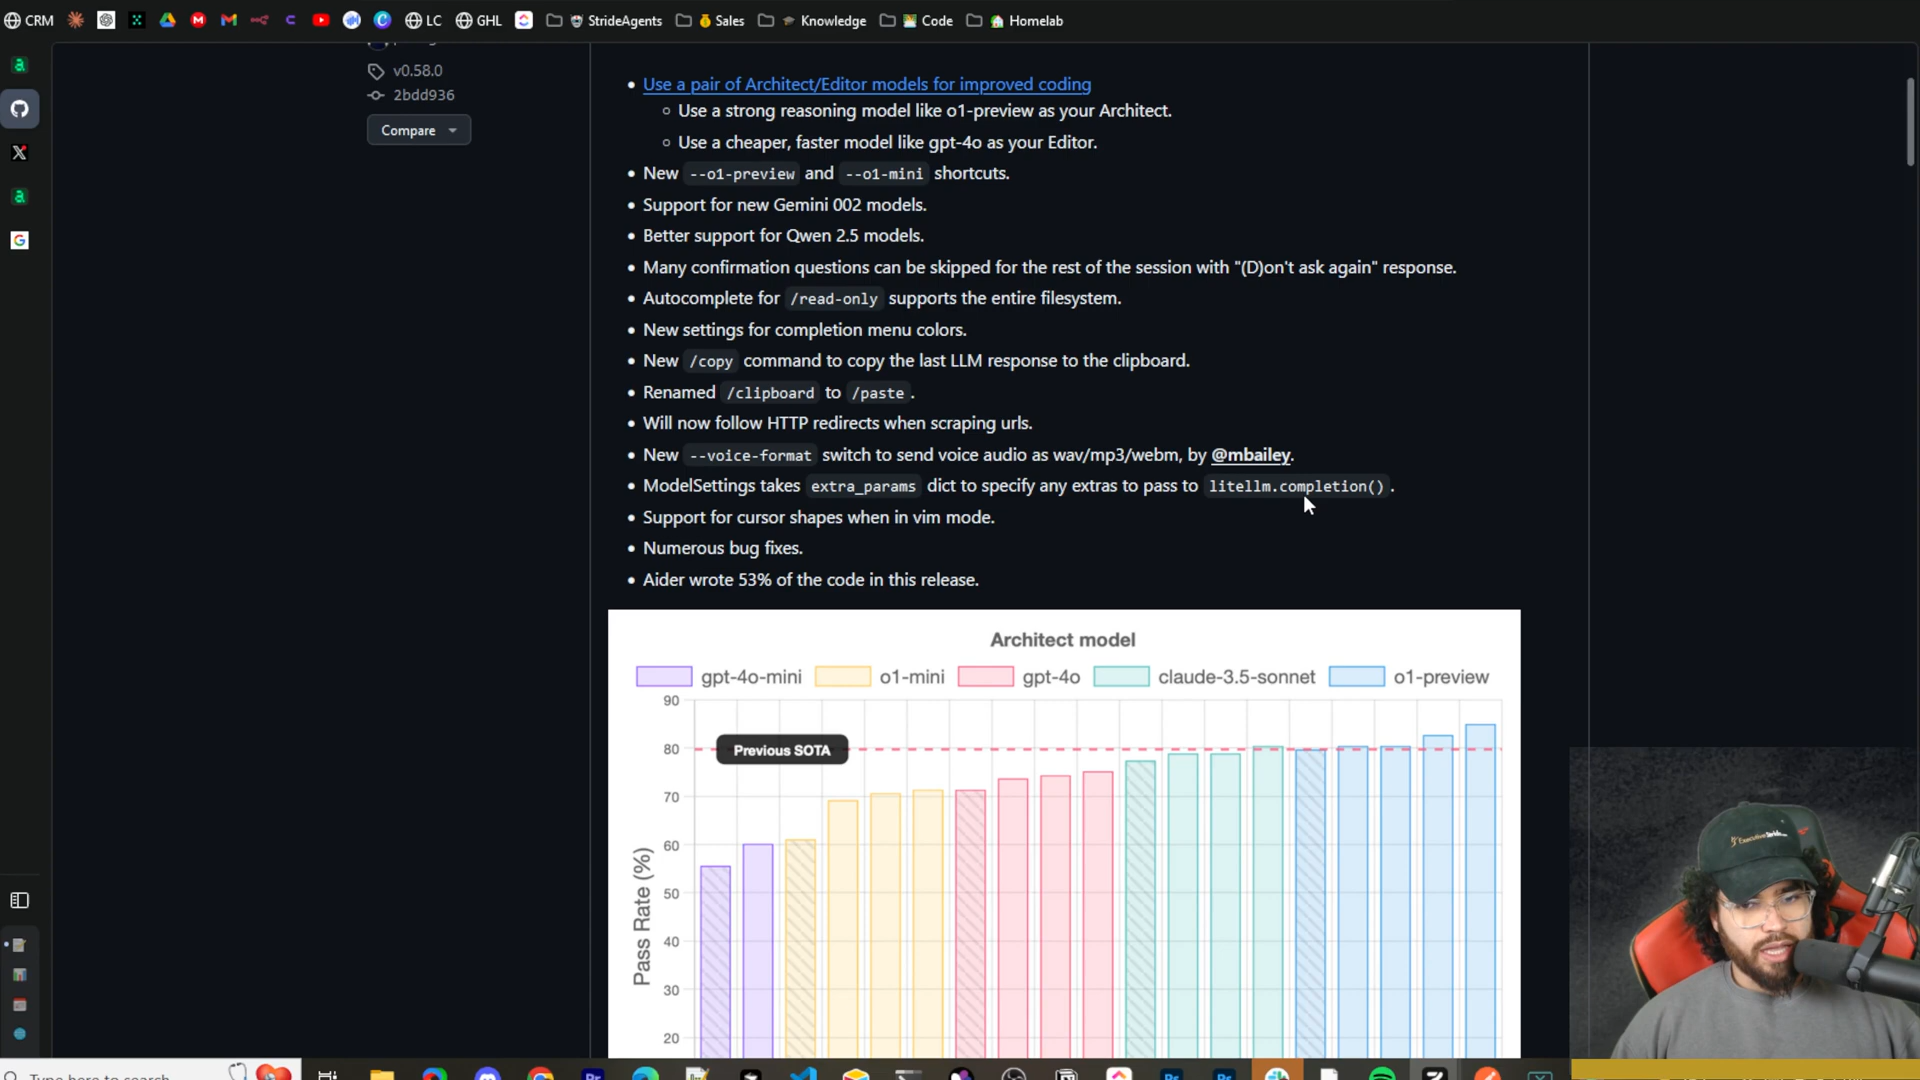 CRM
LC
GHL
StrideAgents
Sales
Knowledge
Code
Homelab
v0.58.0
2bdd936
Compare
Use a pair of Architect/Editor models for improved coding
Use a strong reasoning model like o1-preview as your Architect.
Use a cheaper, faster model like gpt-4o as your Editor.
New --o1-preview and --o1-mini shortcuts.
Support for new Gemini 002 models.
Better support for Qwen 2.5 models.
Many confirmation questions can be skipped for the rest of the session with "(D)on't ask again" response.
Autocomplete for /read-only supports the entire filesystem.
New settings for completion menu colors.
New /copy command to copy the last LLM response to the clipboard.
Renamed /clipboard to /paste .
Will now follow HTTP redirects when scraping urls.
New --voice-format switch to send voice audio as wav/mp3/webm, by @mbailey.
ModelSettings takes extra_params dict to specify any extras to pass to litellm.completion() .
Support for cursor shapes when in vim mode.
Numerous bug fixes.
Aider wrote 53% of the code in this release.
Architect model
gpt-4o-mini o1-mini gpt-4o claude-3.5-sonnet o1-preview
90
80
Previous SOTA
70
60
50
40
30
20
Pass Rate (%)
Type here to search